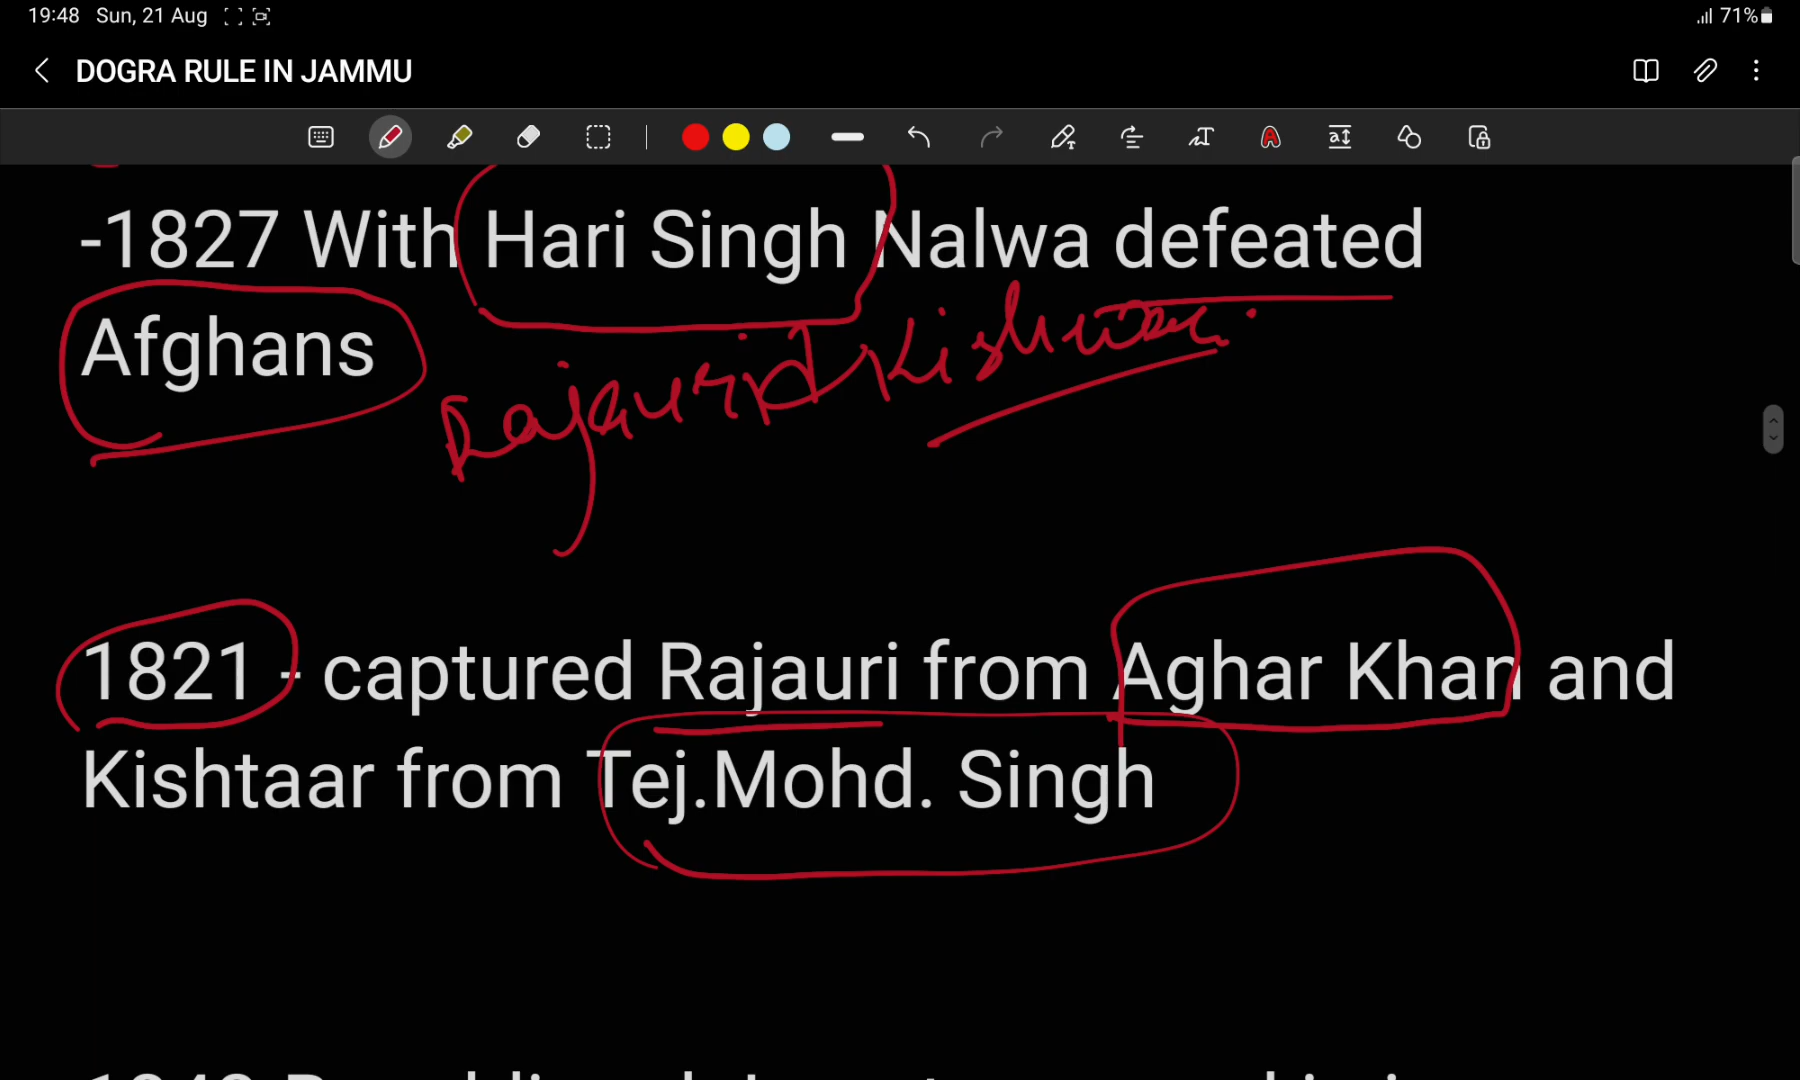 19:48 Sun, 21 Aug 71%
DOGRA RULE IN JAMMU
-1827 With Hari Singh Nalwa defeated
Afghans
Rajauri d Kishtwar.
1821 - captured Rajauri from Aghar Khan and
Kishtaar from Tej.Mohd. Singh